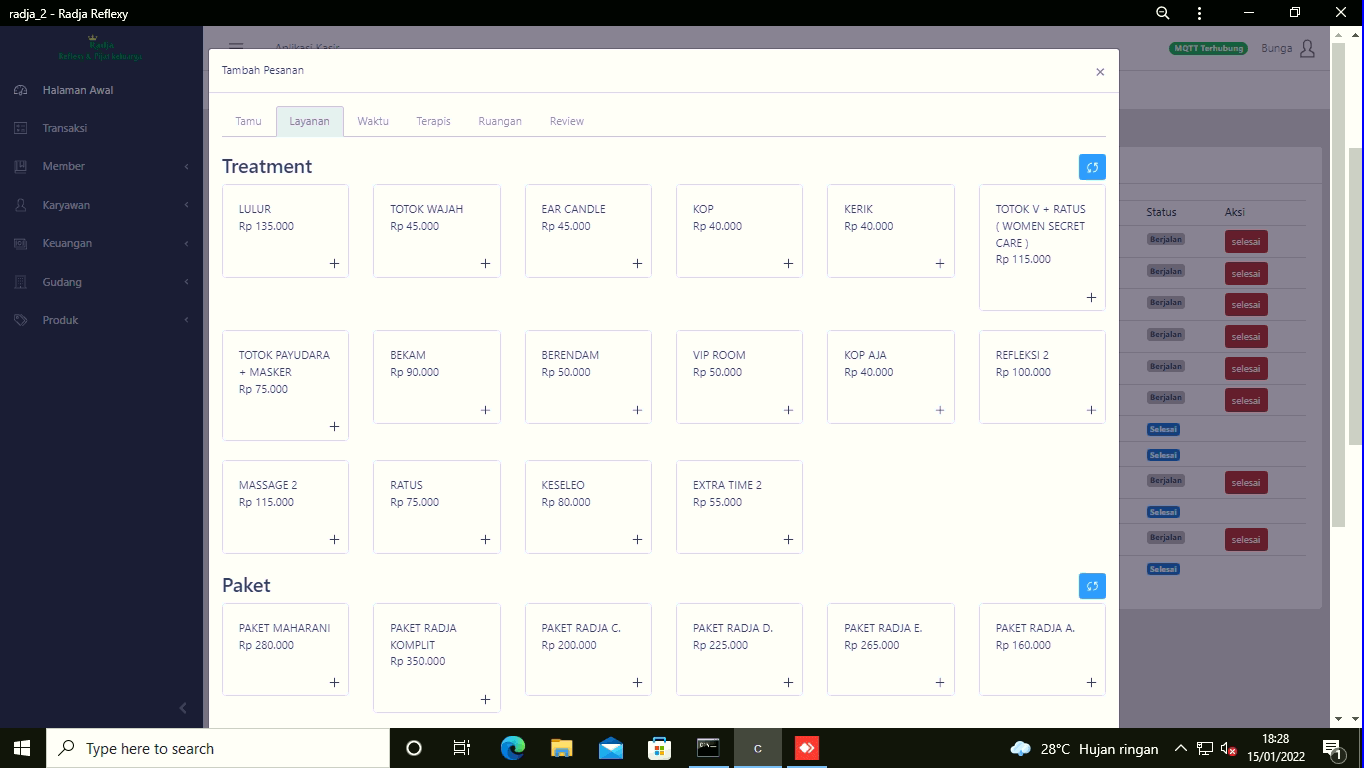 radja_2 - Radja Reflexy
Radja
Refleksi & Pijat keluarga
Aplikasi Kasir
MQTT Terhubung
Bunga
Halaman Awal
Transaksi
Member
Karyawan
Keuangan
Gudang
Produk
Tambah Pesanan
×
Tamu
Layanan
Waktu
Terapis
Ruangan
Review
Treatment
LULUR
Rp 135.000
+
TOTOK WAJAH
Rp 45.000
+
EAR CANDLE
Rp 45.000
+
KOP
Rp 40.000
+
KERIK
Rp 40.000
+
TOTOK V + RATUS
( WOMEN SECRET
CARE )
Rp 115.000
+
TOTOK PAYUDARA
+ MASKER
Rp 75.000
+
BEKAM
Rp 90.000
+
BERENDAM
Rp 50.000
+
VIP ROOM
Rp 50.000
+
KOP AJA
Rp 40.000
+
REFLEKSI 2
Rp 100.000
+
MASSAGE 2
Rp 115.000
+
RATUS
Rp 75.000
+
KESELEO
Rp 80.000
+
EXTRA TIME 2
Rp 55.000
+
Paket
PAKET MAHARANI
Rp 280.000
+
PAKET RADJA
KOMPLIT
Rp 350.000
+
PAKET RADJA C.
Rp 200.000
+
PAKET RADJA D.
Rp 225.000
+
PAKET RADJA E.
Rp 265.000
+
PAKET RADJA A.
Rp 160.000
+
Status Aksi
Berjalan selesai
Berjalan selesai
Berjalan selesai
Berjalan selesai
Berjalan selesai
Berjalan selesai
Selesai
Selesai
Berjalan selesai
Selesai
Berjalan selesai
Selesai
Type here to search
C
28°C Hujan ringan
18:28
15/01/2022
1